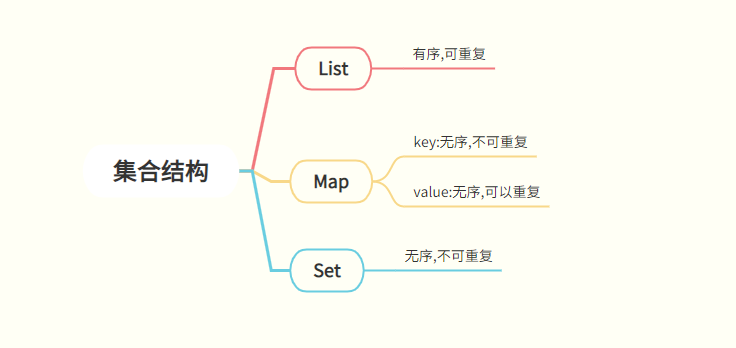 集合结构
List
有序,可重复
Map
key:无序,不可重复
value:无序,可以重复
Set
无序,不可重复